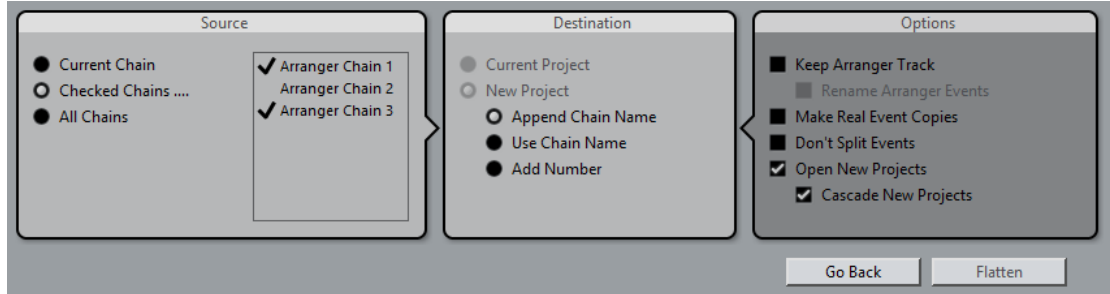 Source
Current Chain
Checked Chains ....
All Chains
Arranger Chain 1
Arranger Chain 2
Arranger Chain 3
Destination
Current Project
New Project
Append Chain Name
Use Chain Name
Add Number
Options
Keep Arranger Track
Rename Arranger Events
Make Real Event Copies
Don't Split Events
Open New Projects
Cascade New Projects
Go Back
Flatten